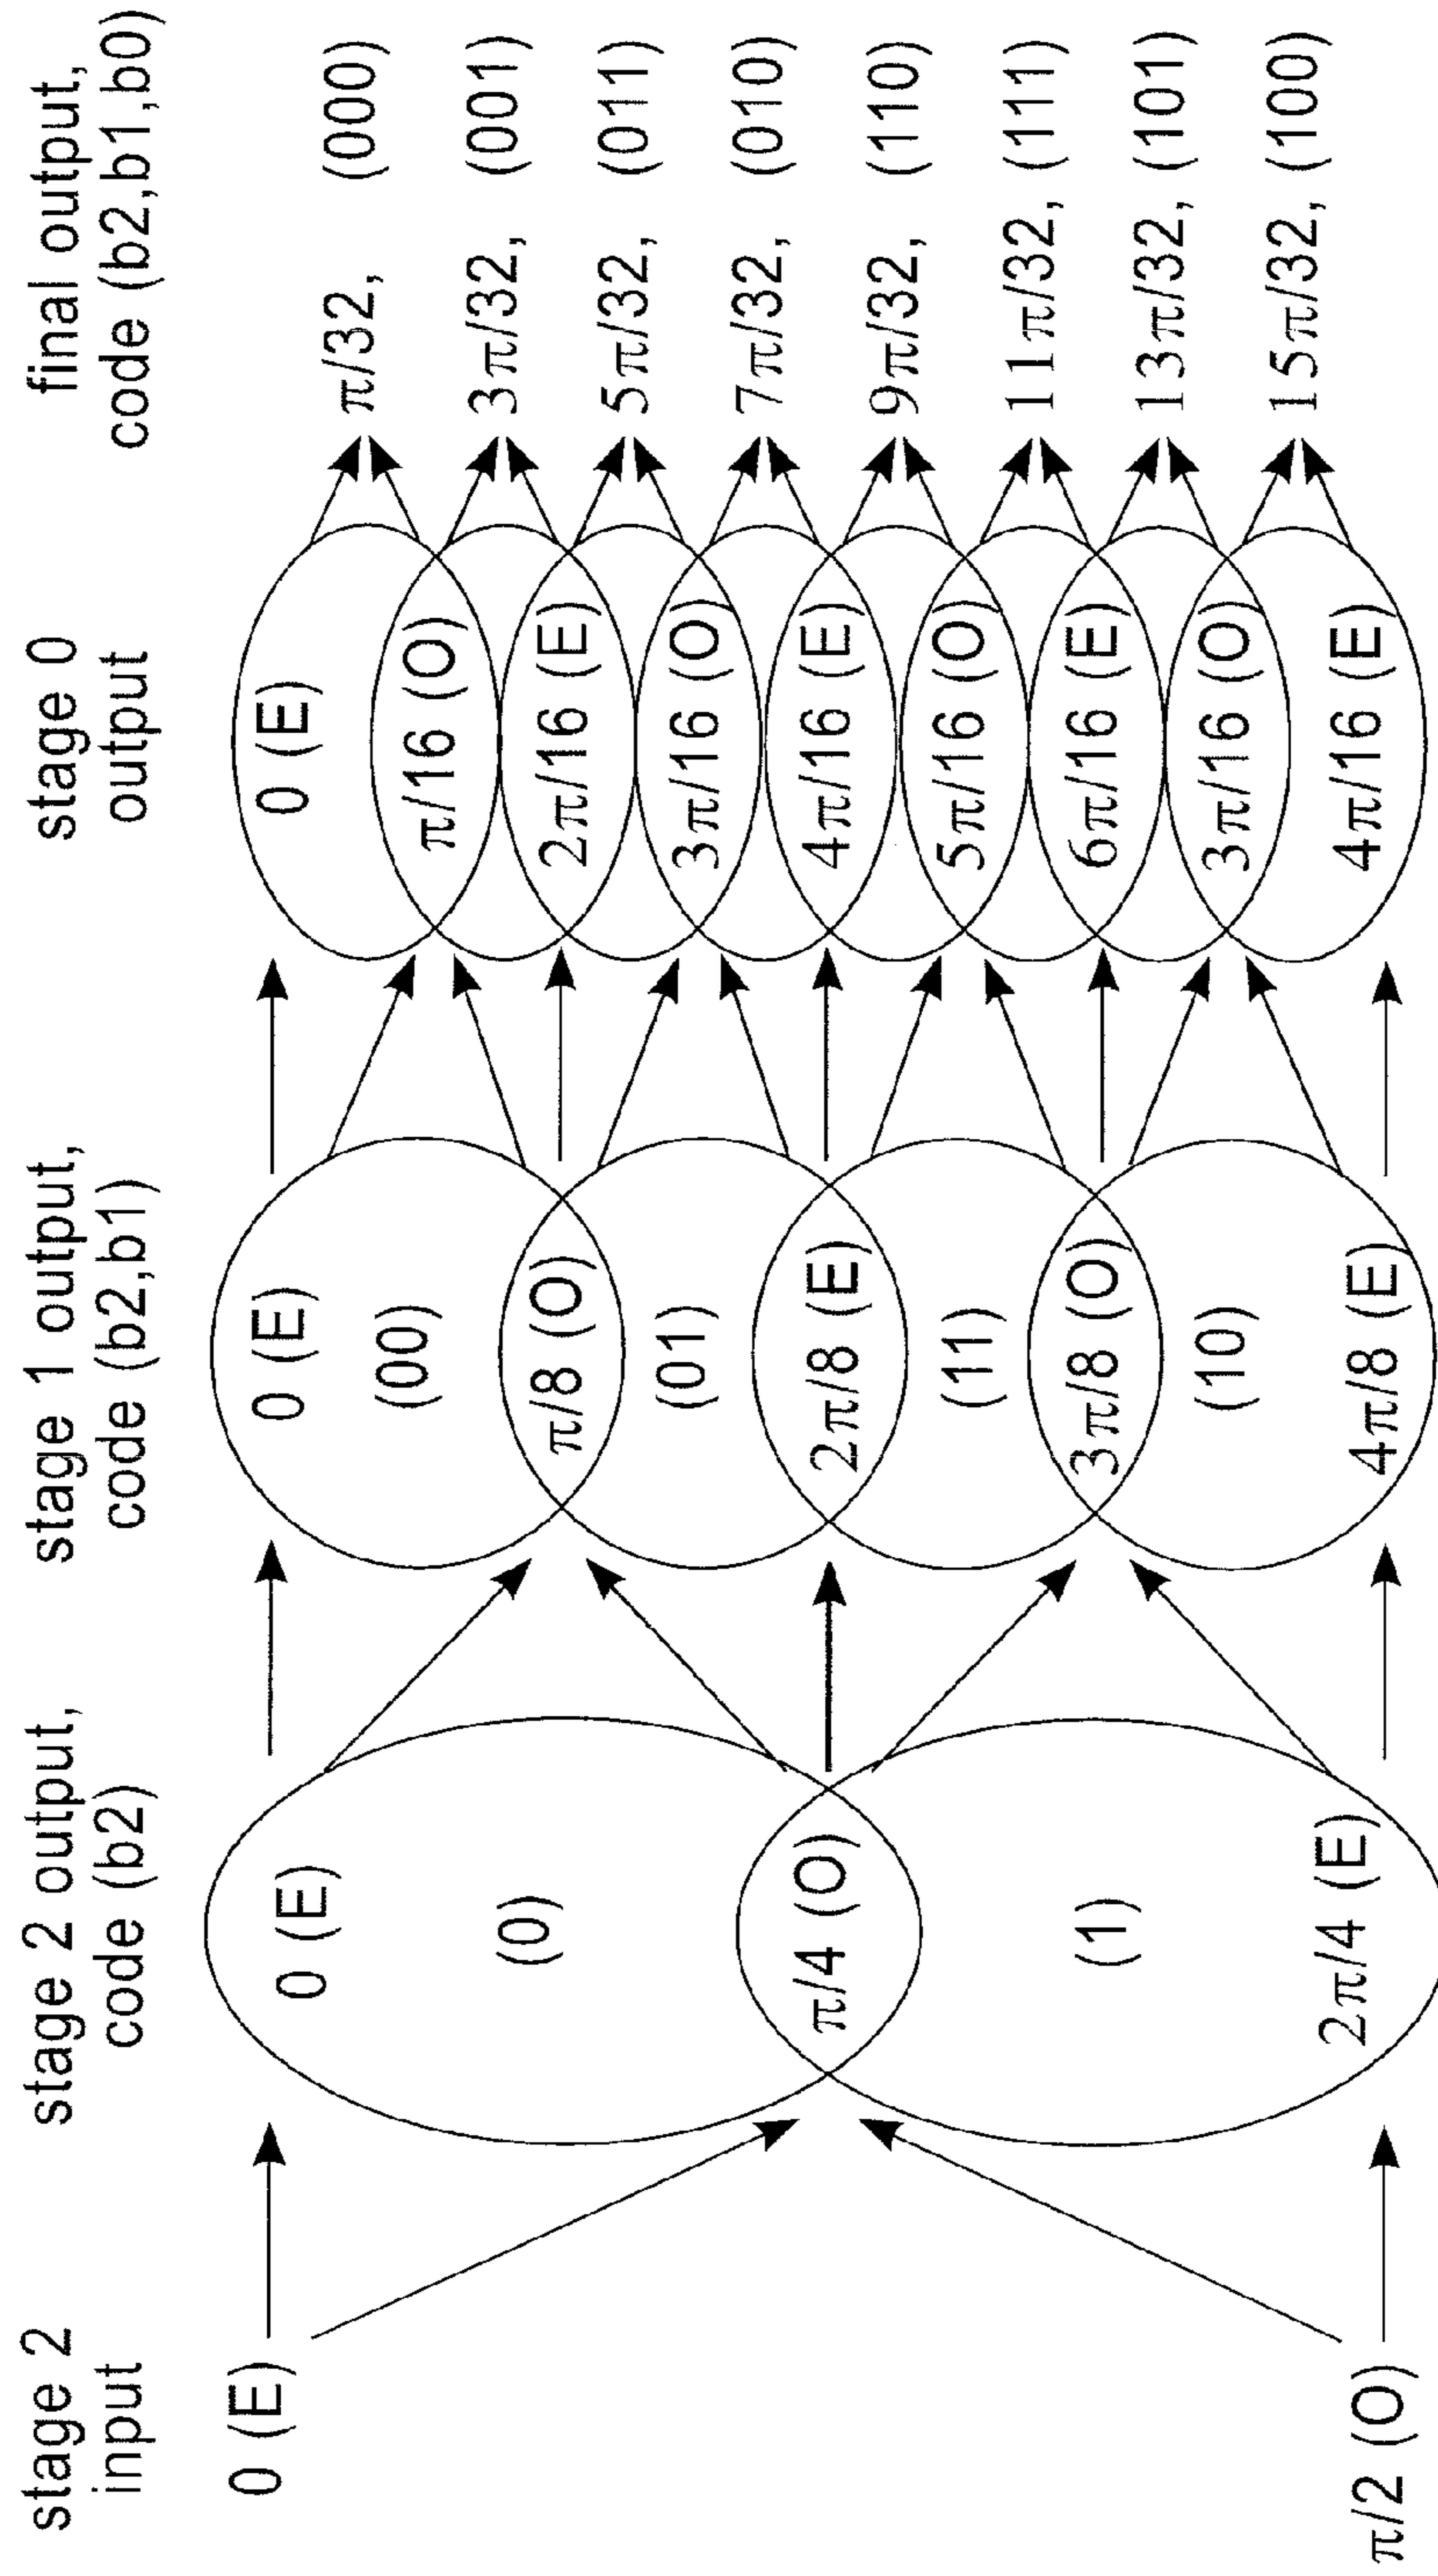 stage 2
input
0 (E)
π/2 (O)
stage 2 output,
code (b2)
0 (E)
(0)
π/4 (O)
(1)
2π/4 (E)
stage 1 output,
code (b2,b1)
0 (E)
(00)
π/8 (O)
(01)
2π/8 (E)
(11)
3π/8 (O)
(10)
4π/8 (E)
stage 0
output
0 (E)
π/16 (O)
2π/16 (E)
3π/16 (O)
4π/16 (E)
5π/16 (O)
6π/16 (E)
3π/16 (O)
4π/16 (E)
final output,
code (b2,b1,b0)
π/32, (000)
3π/32, (001)
5π/32, (011)
7π/32, (010)
9π/32, (110)
11π/32, (111)
13π/32, (101)
15π/32, (100)